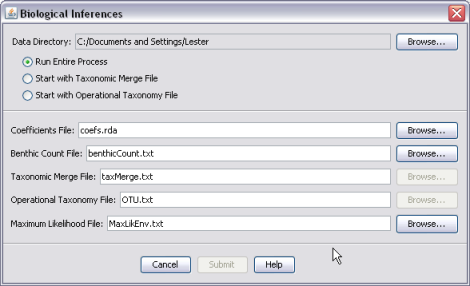 Biological Inferences
Data Directory: C:/Documents and Settings/Lester Browse...
Run Entire Process
Start with Taxonomic Merge File
Start with Operational Taxonomy File
Coefficients File: coefs.rda Browse...
Benthic Count File: benthicCount.txt Browse...
Taxonomic Merge File: taxMerge.txt Browse...
Operational Taxonomy File: OTU.txt Browse...
Maximum Likelihood File: MaxLikEnv.txt Browse...
Cancel Submit Help